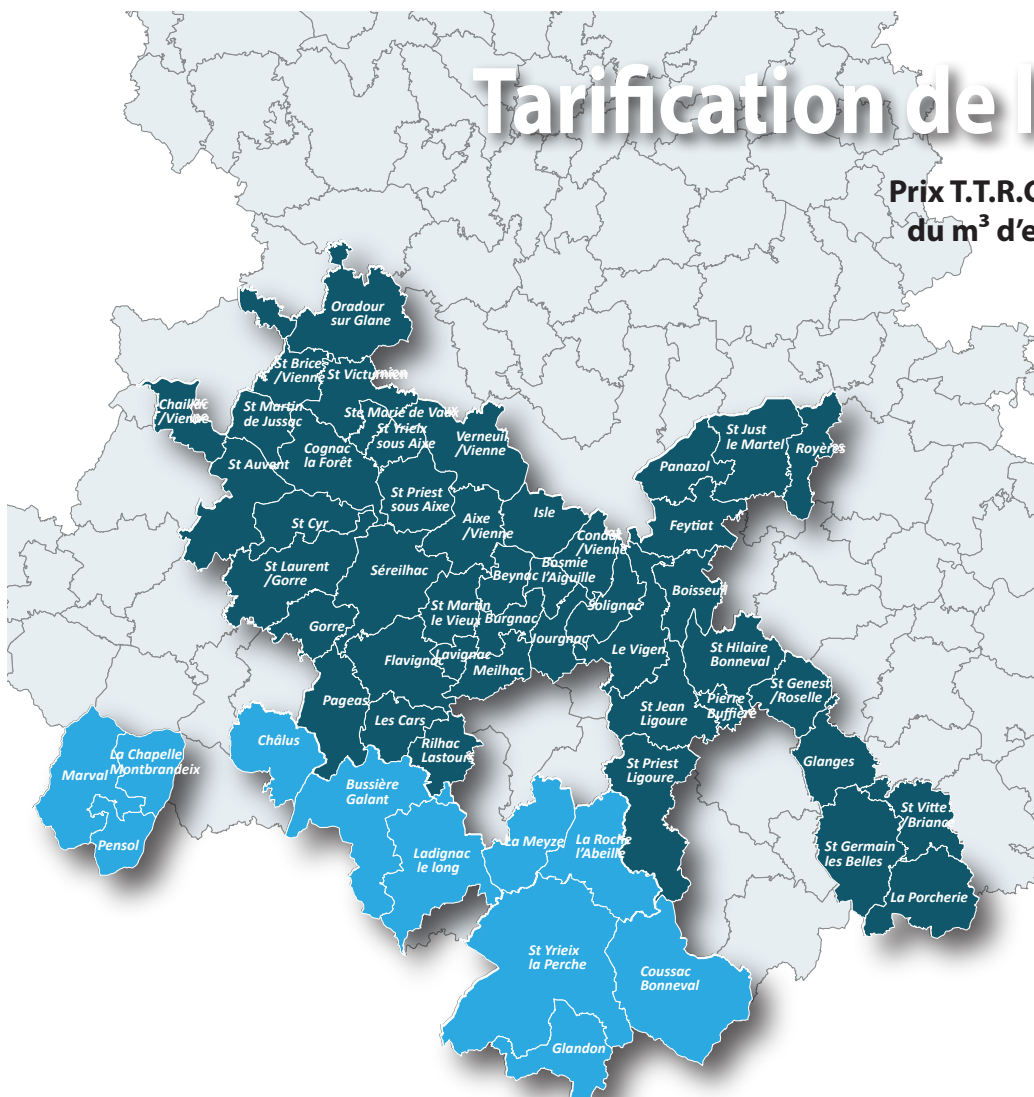 Tarification de l
Prix T.T.R.C
du m³ d'e
Oradour
sur Glane
St Brice
/Vienne
St Victurnien
Chaillac
/Vienne
St Martin
de Jussac
Ste Marie de Vaux
St Yrieix
sous Aixe
Verneuil
/Vienne
Cognac
la Forêt
St Auvent
St Just
le Martel
Royères
Panazol
St Priest
sous Aixe
St Cyr
Aixe
/Vienne
Isle
Feytiat
Condat
/Vienne
St Laurent
/Gorre
Séreilhac
Beynac
Bosmie
l'Aiguille
Boisseuil
St Martin
le Vieux
Burgnac
Solignac
Gorre
Jourgnac
Flavignac
Lavignac
Meilhac
Le Vigen
St Hilaire
Bonneval
St Genest
/Roselle
Pageas
Les Cars
St Jean
Ligoure
Pierre
Buffière
Châlus
Rilhac
Lastours
La Chapelle
Montbrandeix
Marval
St Priest
Ligoure
Glanges
Bussière
Galant
St Vitte
Pensol
La Meyze
La Roche
l'Abeille
Ladignac
le long
St Germain
les Belles
La Porcherie
St Yrieix
la Perche
Coussac
Bonneval
Glandon